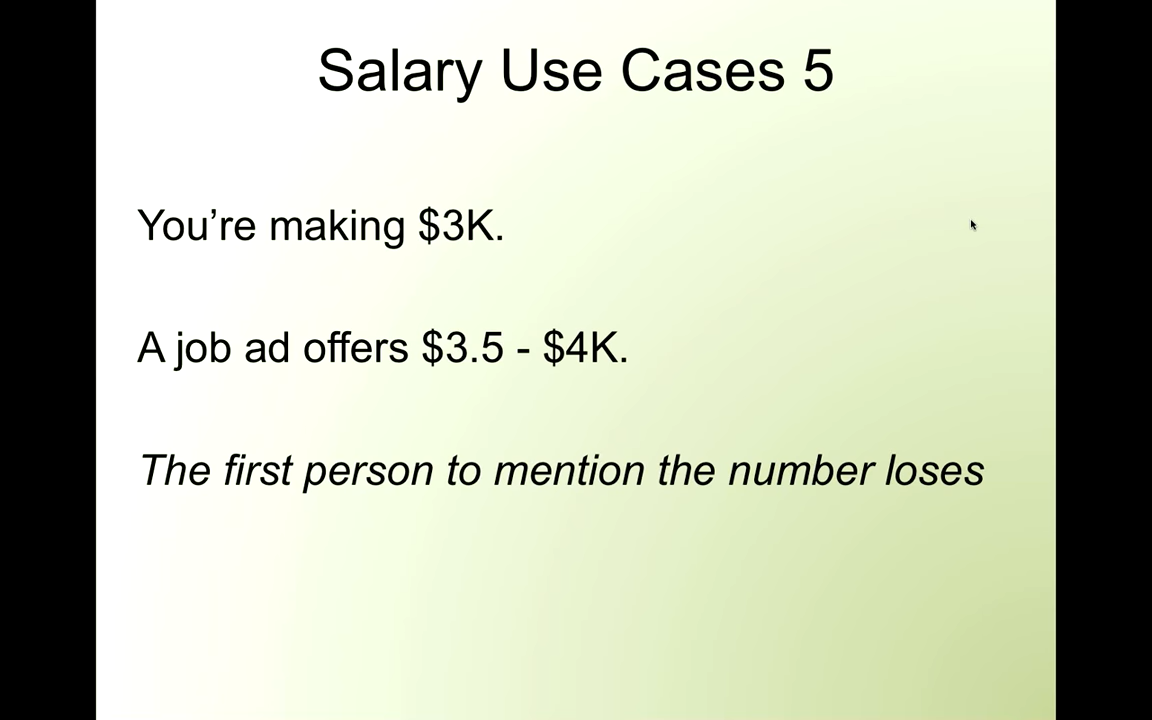 Salary Use Cases 5
You’re making $3K.
A job ad offers $3.5 - $4K.
The first person to mention the number loses